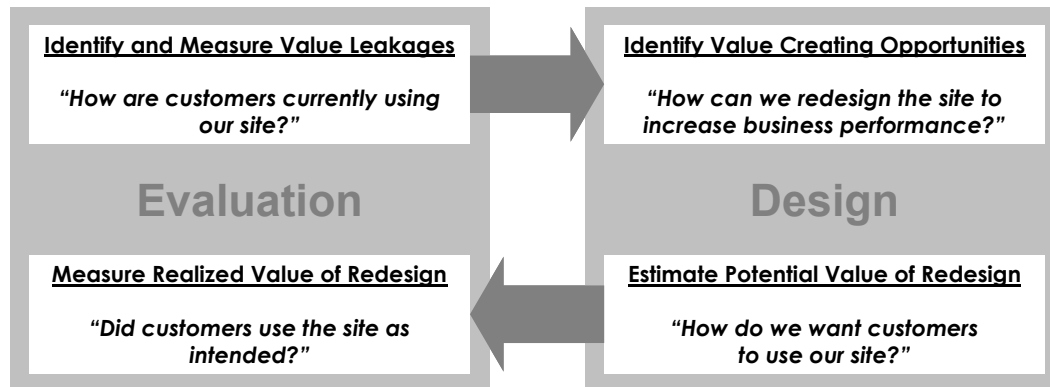 Identify and Measure Value Leakages
“How are customers currently using
our site?”
Identify Value Creating Opportunities
“How can we redesign the site to
increase business performance?”
Evaluation
Design
Measure Realized Value of Redesign
“Did customers use the site as
intended?”
Estimate Potential Value of Redesign
“How do we want customers
to use our site?”